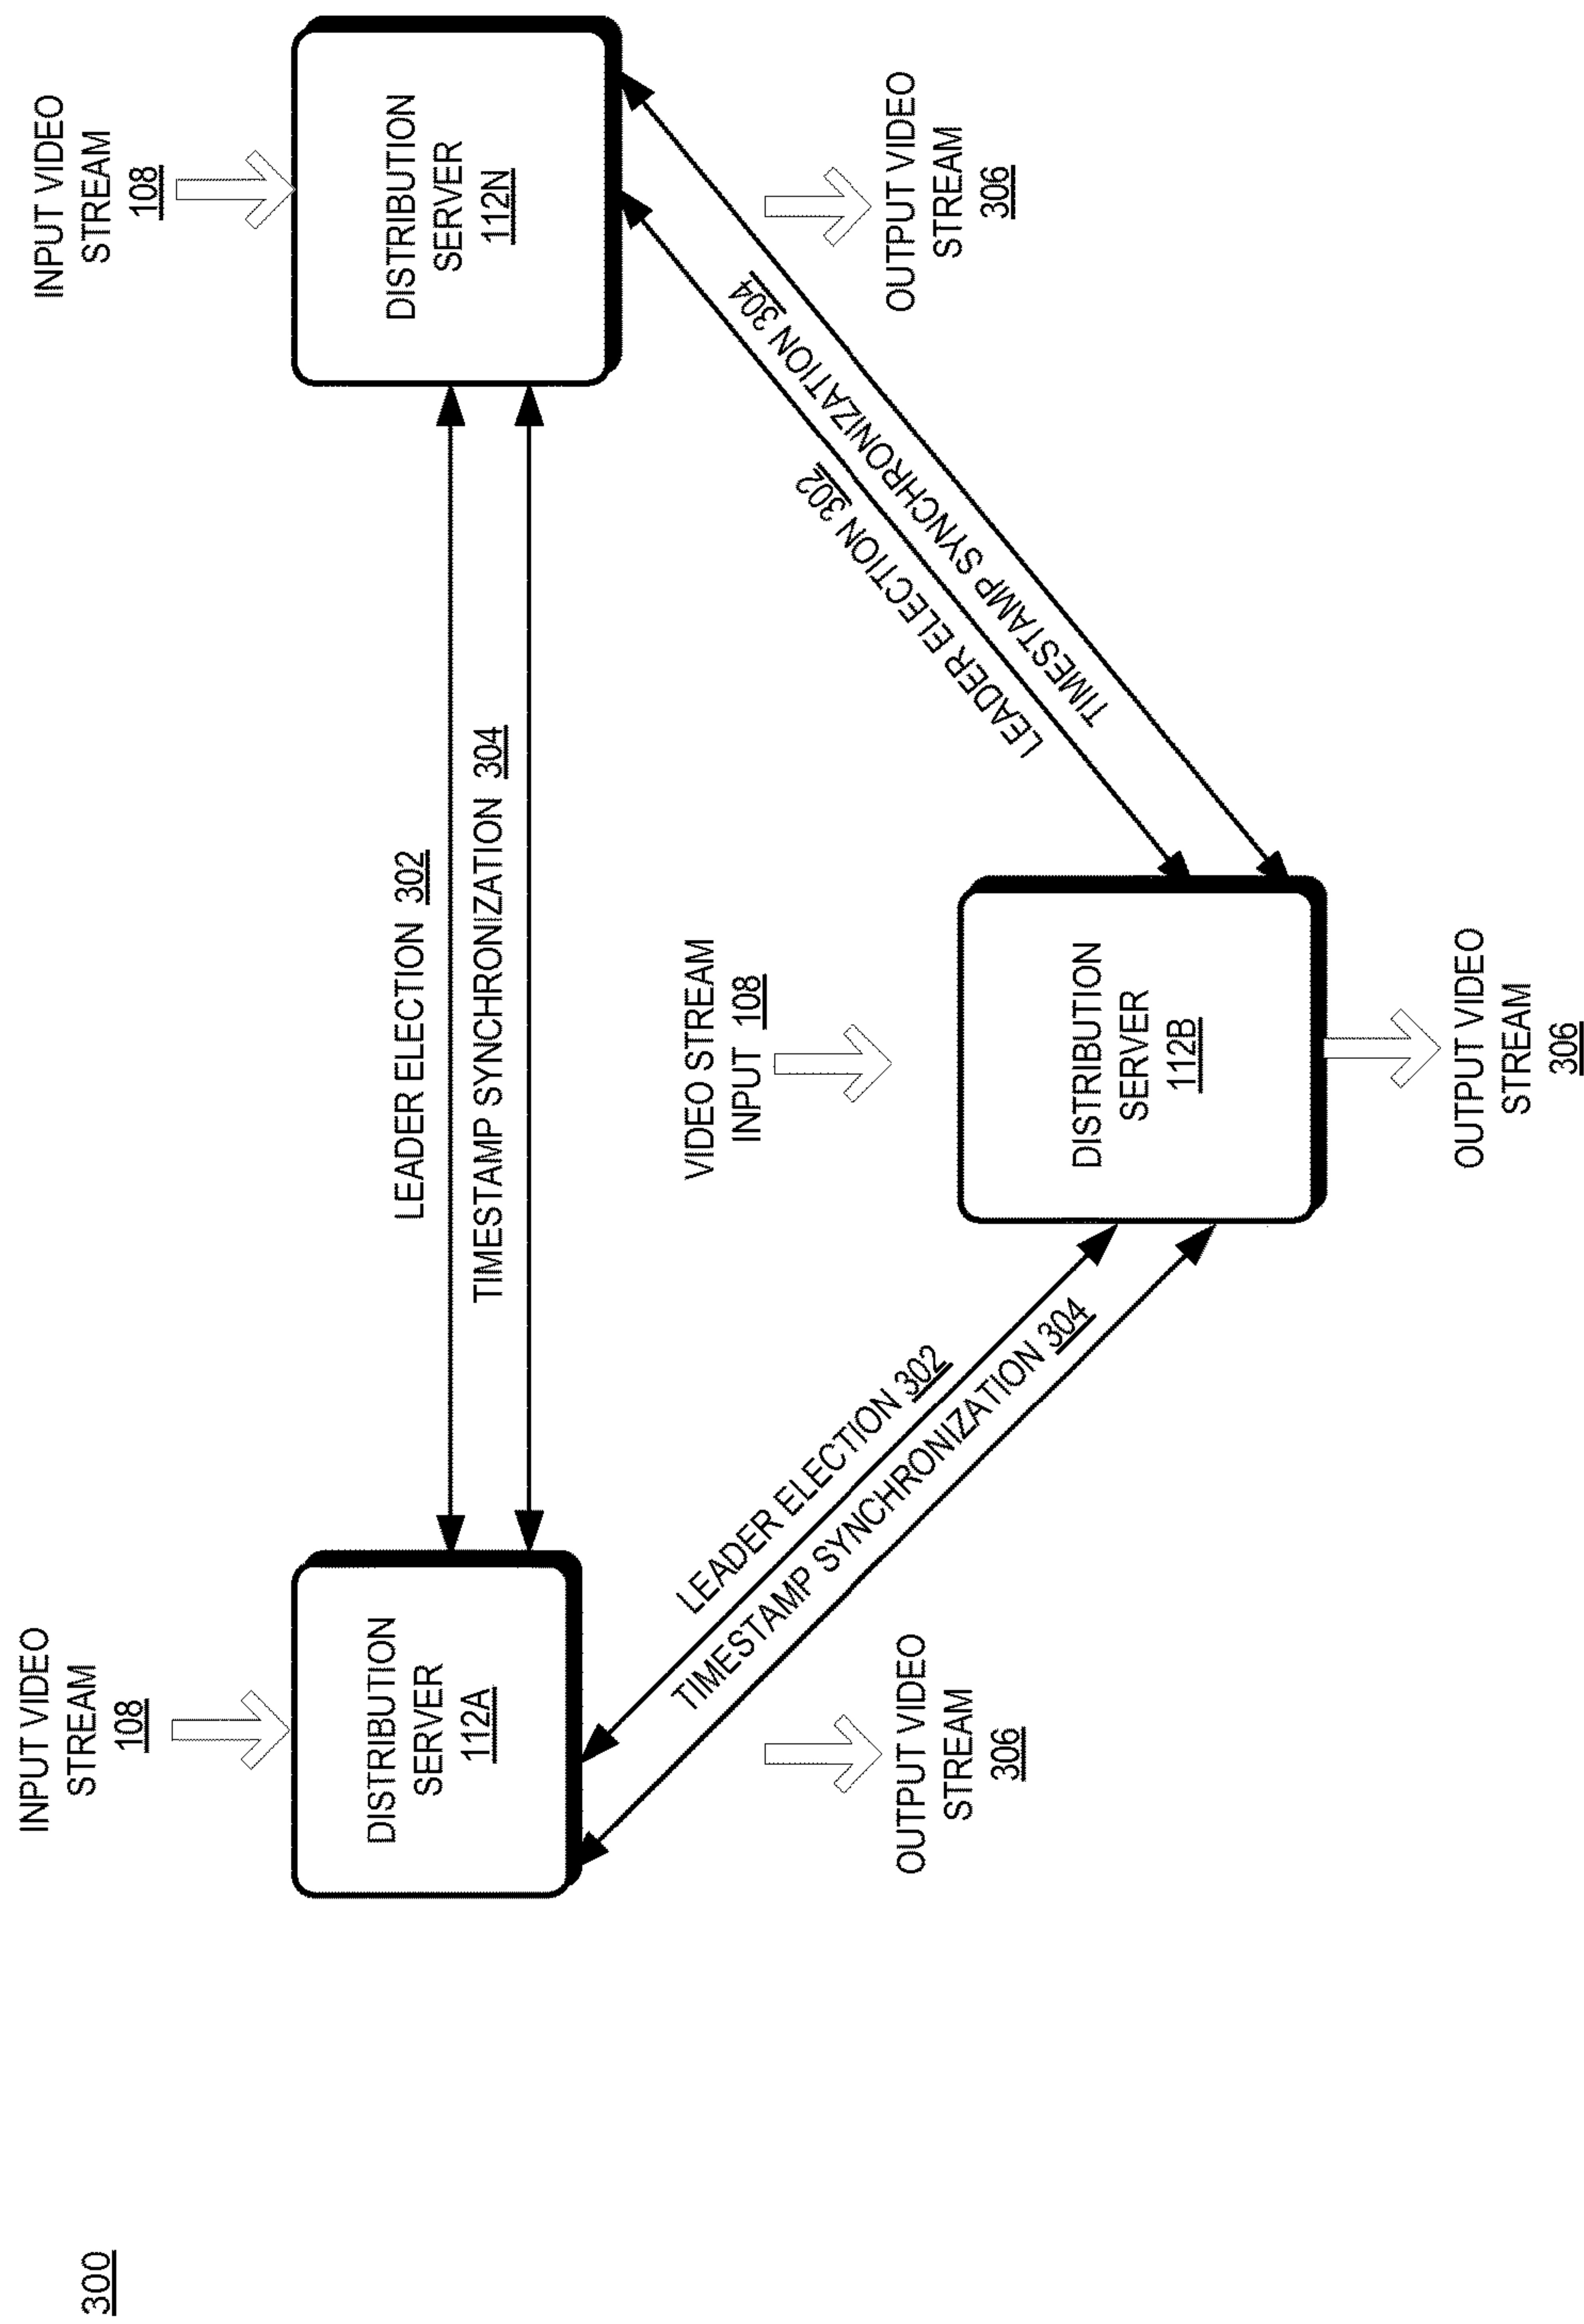 300
INPUT VIDEO
STREAM
108
DISTRIBUTION
SERVER
112A
OUTPUT VIDEO
STREAM
306
LEADER ELECTION 302
TIMESTAMP SYNCHRONIZATION 304
INPUT VIDEO
STREAM
108
DISTRIBUTION
SERVER
112N
OUTPUT VIDEO
STREAM
306
LEADER ELECTION 302
TIMESTAMP SYNCHRONIZATION 304
VIDEO STREAM
INPUT 108
DISTRIBUTION
SERVER
112B
OUTPUT VIDEO
STREAM
306
LEADER ELECTION 302
TIMESTAMP SYNCHRONIZATION 304